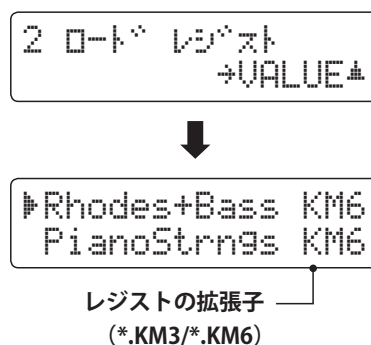 2 ロード レジスト
→VALUE▲
▶Rhodes+Bass KM6
PianoStrngs KM6
レジストの拡張子
（*.KM3/*.KM6）